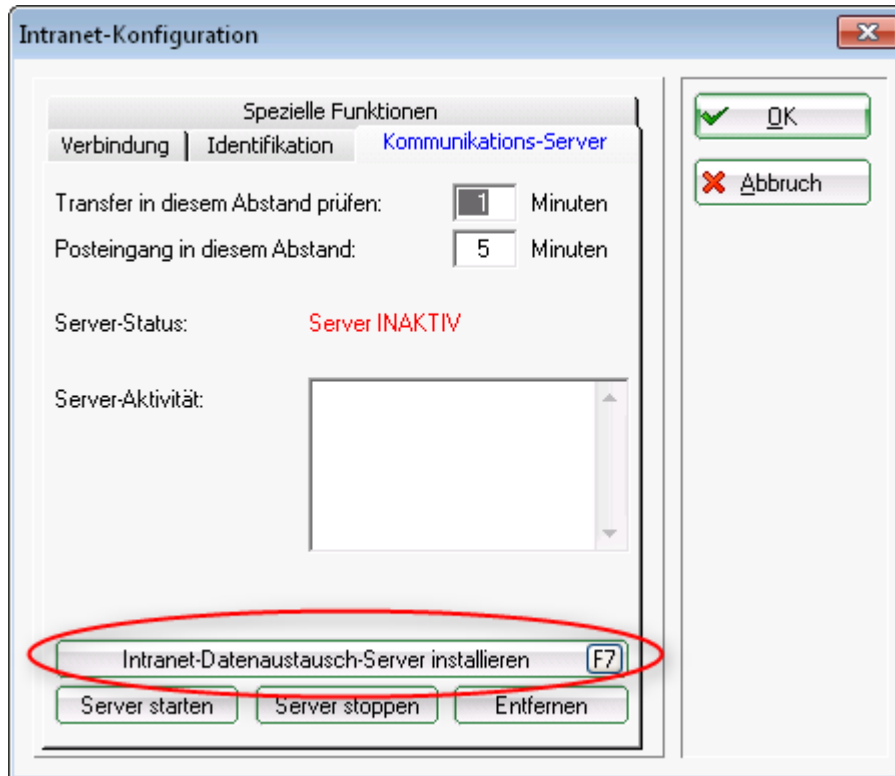 Intranet-Konfiguration
Spezielle Funktionen
Verbindung
Identifikation
Kommunikations-Server
Transfer in diesem Abstand prüfen:
1
Minuten
Posteingang in diesem Abstand:
5
Minuten
Server-Status:
Server INAKTIV
Server-Aktivität:
Intranet-Datenaustausch-Server installieren
F7
Server starten
Server stoppen
Entfernen
OK
Abbruch